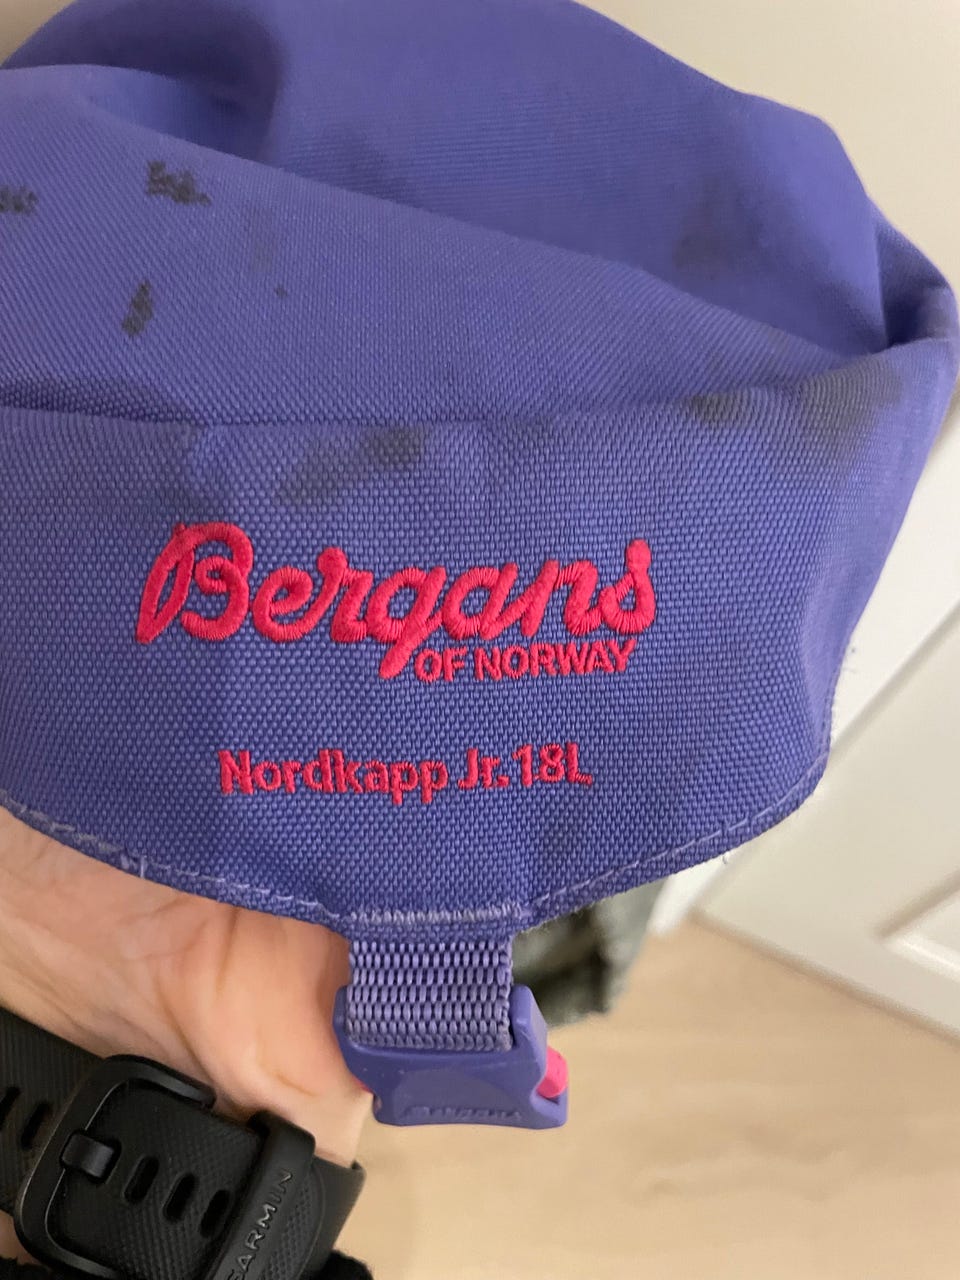 Bergans
OF NORWAY
Nordkapp Jr. 18L
GARMIN